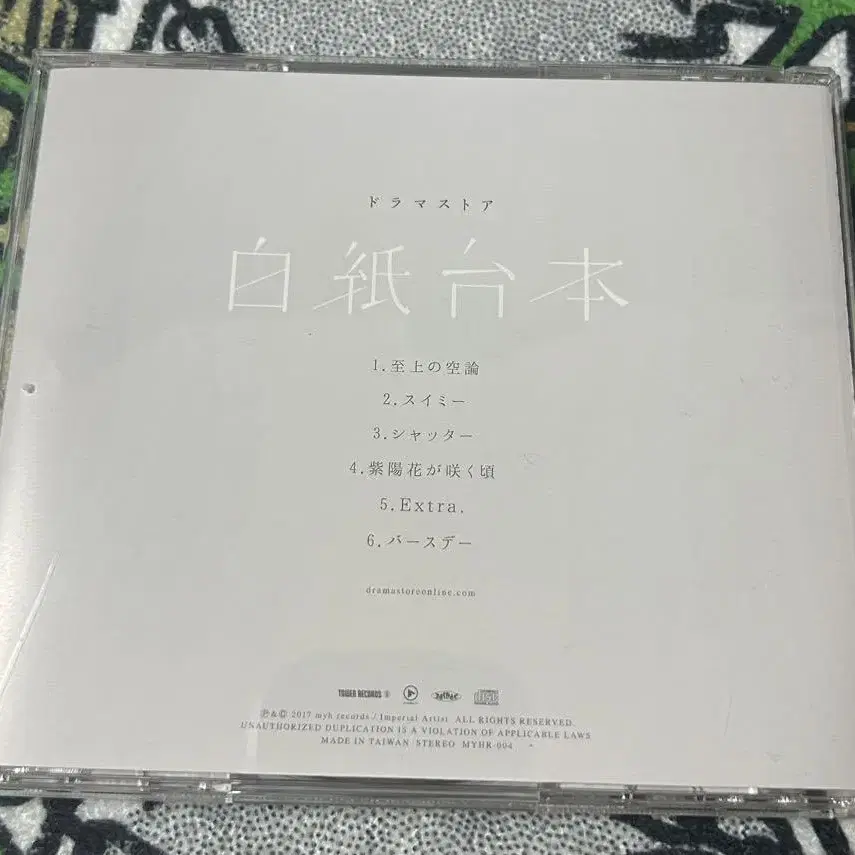 ドラマストア
白紙台本
1.至上の空論
2.スイミー
3.シャッター
4.紫陽花が咲く頃
5.Extra.
6.バースデー
dramastoreonline.com
TOWER RECORDS
Ⓟ&© 2017 myh records / Imperial Artist ALL RIGHTS RESERVED.
UNAUTHORIZED DUPLICATION IS A VIOLATION OF APPLICABLE LAWS
MADE IN TAIWAN STEREO MYHR-004